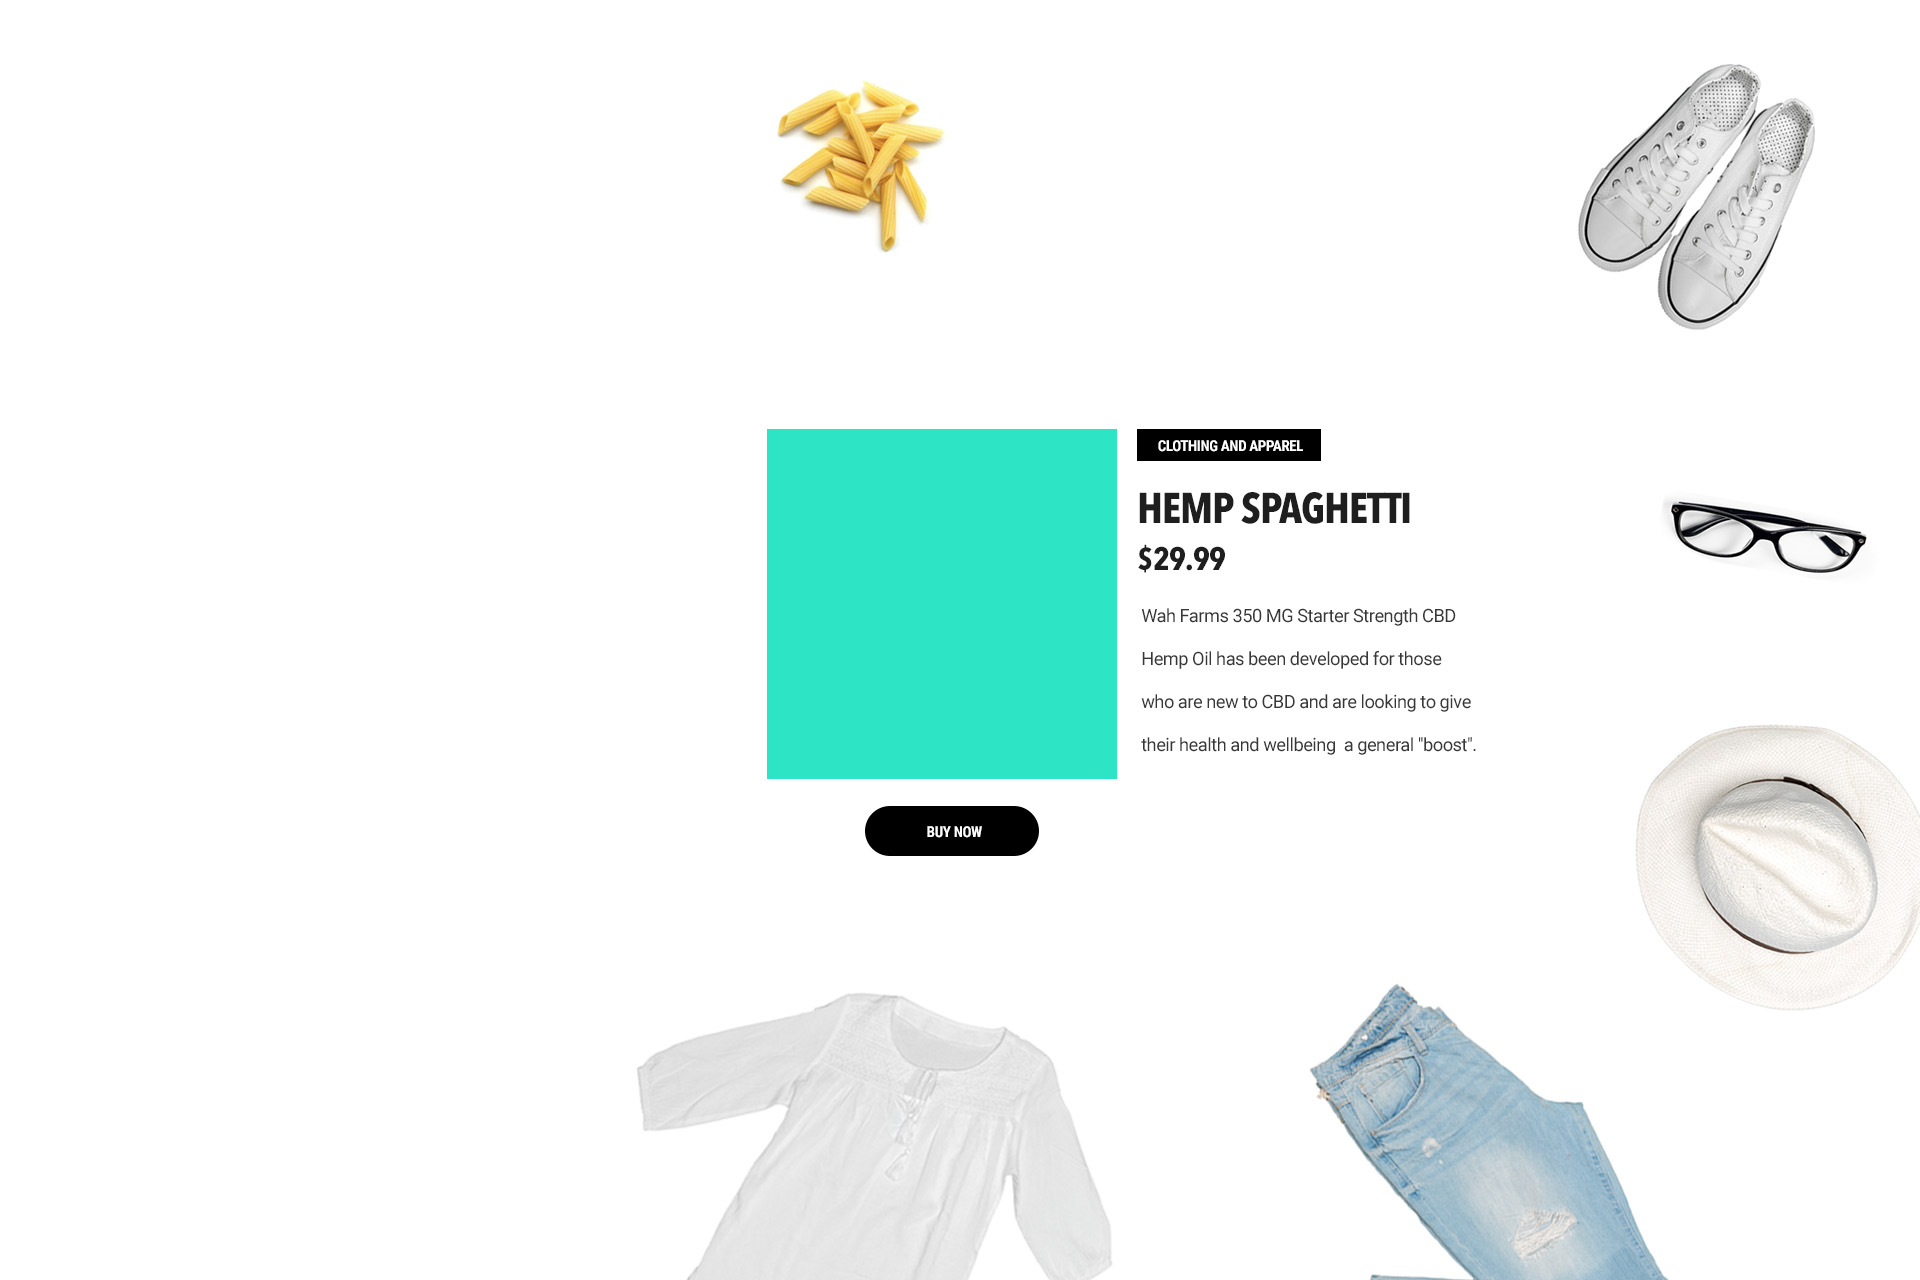 CLOTHING AND APPAREL
HEMP SPAGHETTI
$29.99
Wah Farms 350 MG Starter Strength CBD
Hemp Oil has been developed for those
who are new to CBD and are looking to give
their health and wellbeing  a general "boost".
BUY NOW